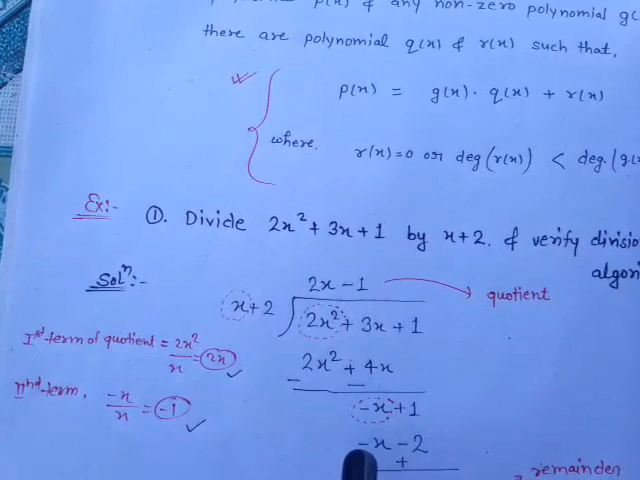 p(x) & any non-zero polynomial g(
there are polynomial q(x) & r(x) such that,
p(x) = g(x). q(x) + r(x)
where,
r(x)=0 or deg(r(x)) < deg.(g(x
Ex:- ①. Divide 2x² + 3x + 1 by x+2. & verify divisio
algori
Solⁿ:-
2x - 1 → quotient
x+2 2x² + 3x + 1
Iˢᵗ term of quotient = 2x²/x = 2x ✓
2x² + 4x
- -
IIⁿᵈ term, -x/x = -1 ✓
-x + 1
-x - 2
+
remainder